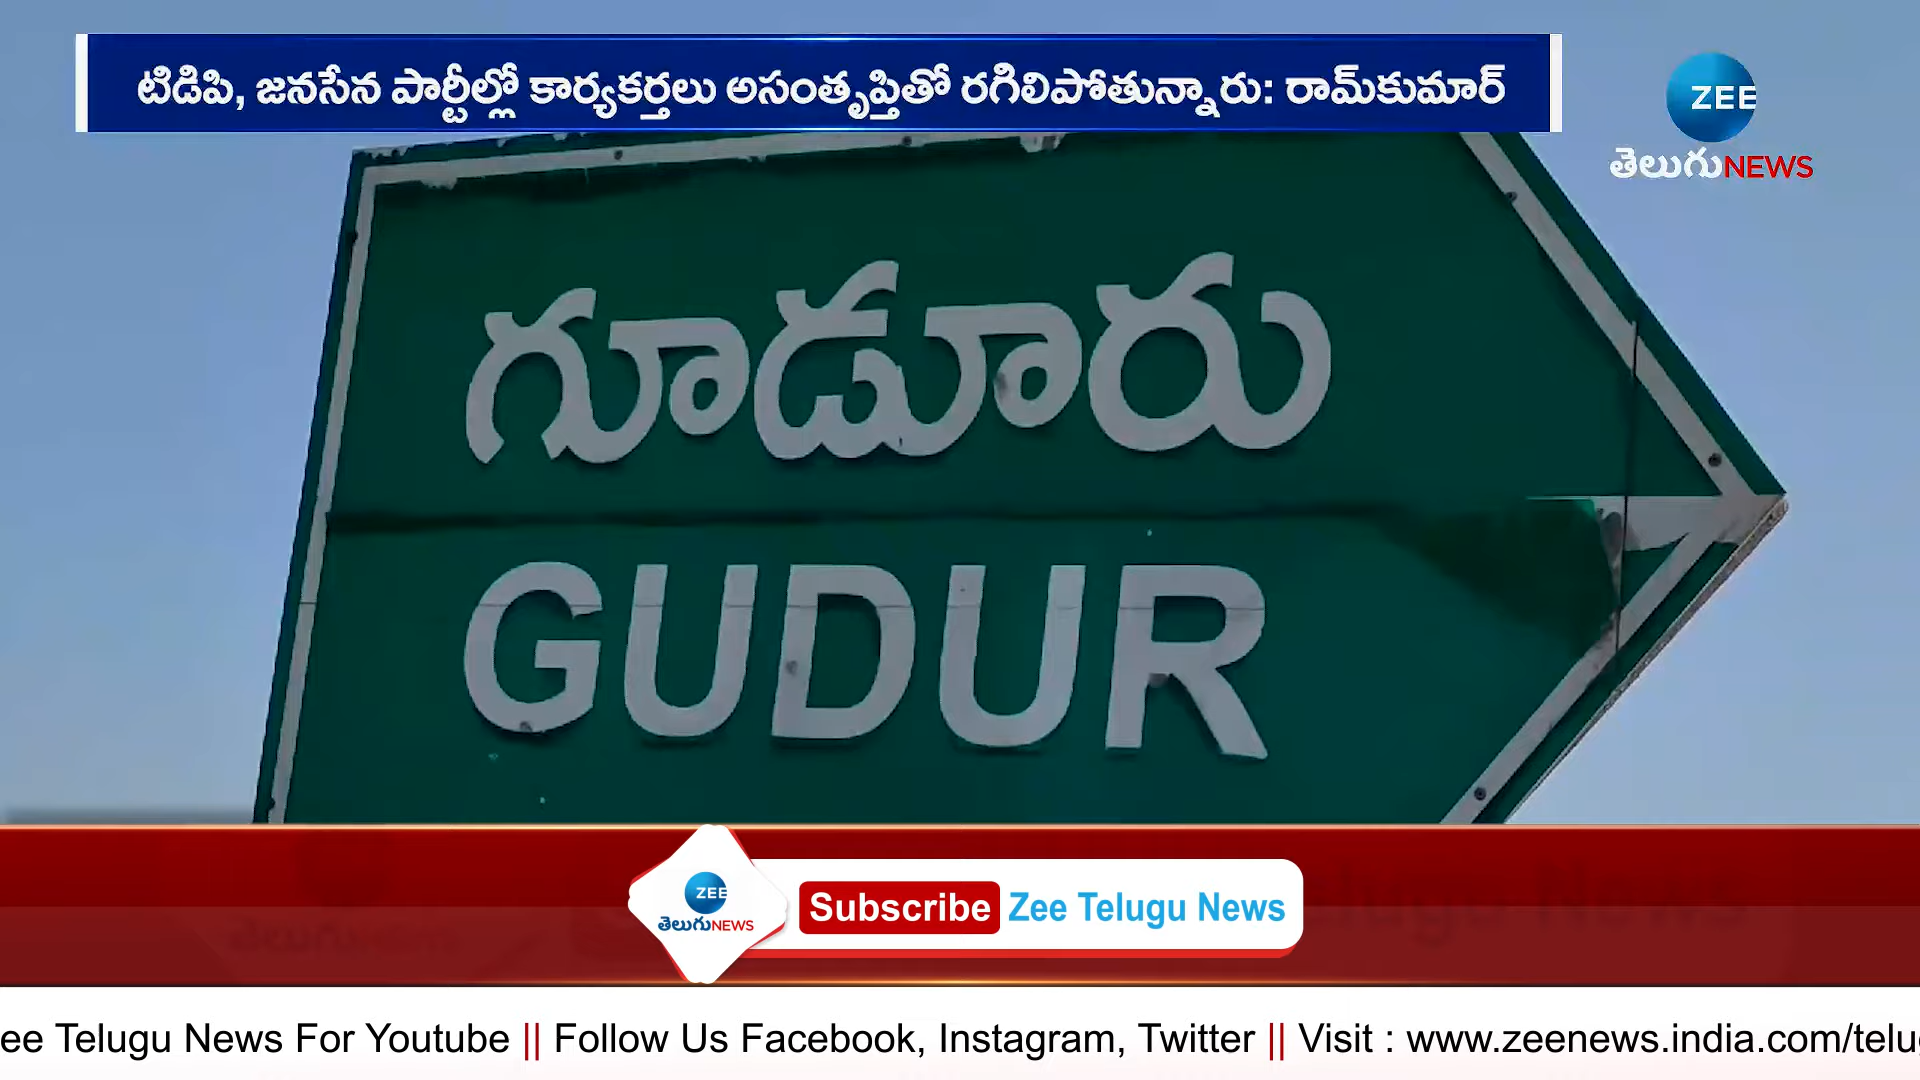 టిడిపి, జనసేన పార్టీల్లో కార్యకర్తలు అసంతృప్తితో రగిలిపోతున్నారు: రామ్‌కుమార్
ZEE
తెలుగుNEWS
గూడూరు
GUDUR
ZEE
తెలుగుNEWS
Subscribe Zee Telugu News
ee Telugu News For Youtube || Follow Us Facebook, Instagram, Twitter || Visit : www.zeenews.india.com/telu